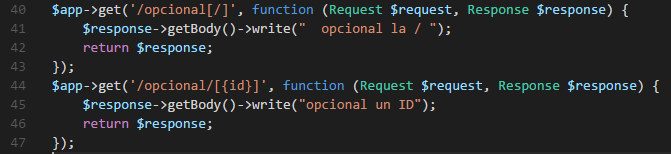 40 $app->get('/opcional[/]', function (Request $request, Response $response) {
41     $response->getBody()->write("  opcional la / ");
42     return $response;
43 });
44 $app->get('/opcional/[{id}]', function (Request $request, Response $response) {
45     $response->getBody()->write("opcional un ID");
46     return $response;
47 });